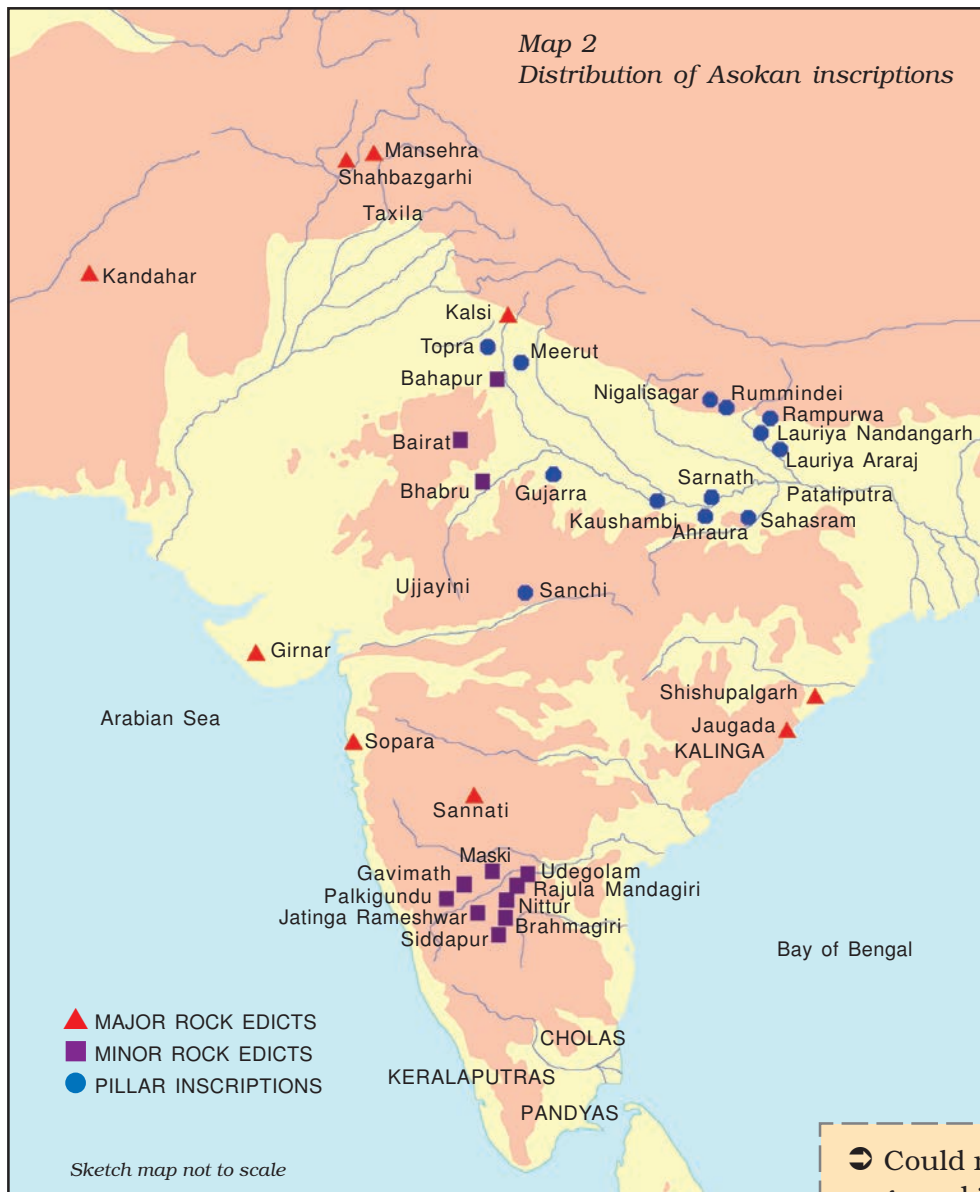 Map 2
Distribution of Asokan inscriptions
Mansehra
Shahbazgarhi
Taxila
Kandahar
Kalsi
Topra
Meerut
Bahapur
Nigalisagar
Rummindei
Rampurwa
Bairat
Lauriya Nandangarh
Lauriya Araraj
Bhabru
Gujarra
Sarnath
Pataliputra
Kaushambi
Sahasram
Ahraura
Ujjayini
Sanchi
Girnar
Shishupalgarh
Arabian Sea
Jaugada
Sopara
KALINGA
Sannati
Maski
Gavimath
Udegolam
Palkigundu
Rajula Mandagiri
Nittur
Jatinga Rameshwar
Brahmagiri
Siddapur
Bay of Bengal
MAJOR ROCK EDICTS
MINOR ROCK EDICTS
CHOLAS
KERALAPUTRAS
PILLAR INSCRIPTIONS
PANDYAS
Sketch map not to scale
➲ Could